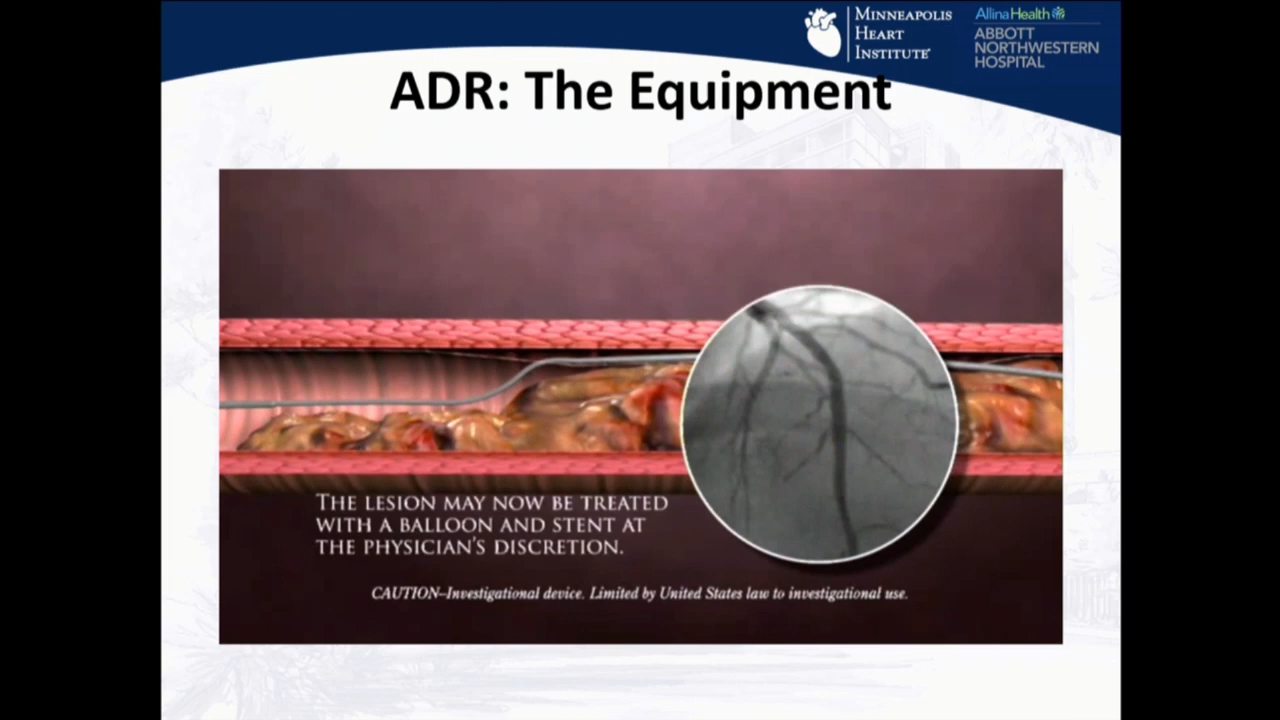 MINNEAPOLIS
HEART
INSTITUTE
AllinaHealth
ABBOTT
NORTHWESTERN
HOSPITAL
ADR: The Equipment
THE LESION MAY NOW BE TREATED
WITH A BALLOON AND STENT AT
THE PHYSICIAN'S DISCRETION.
CAUTION–Investigational device. Limited by United States law to investigational use.